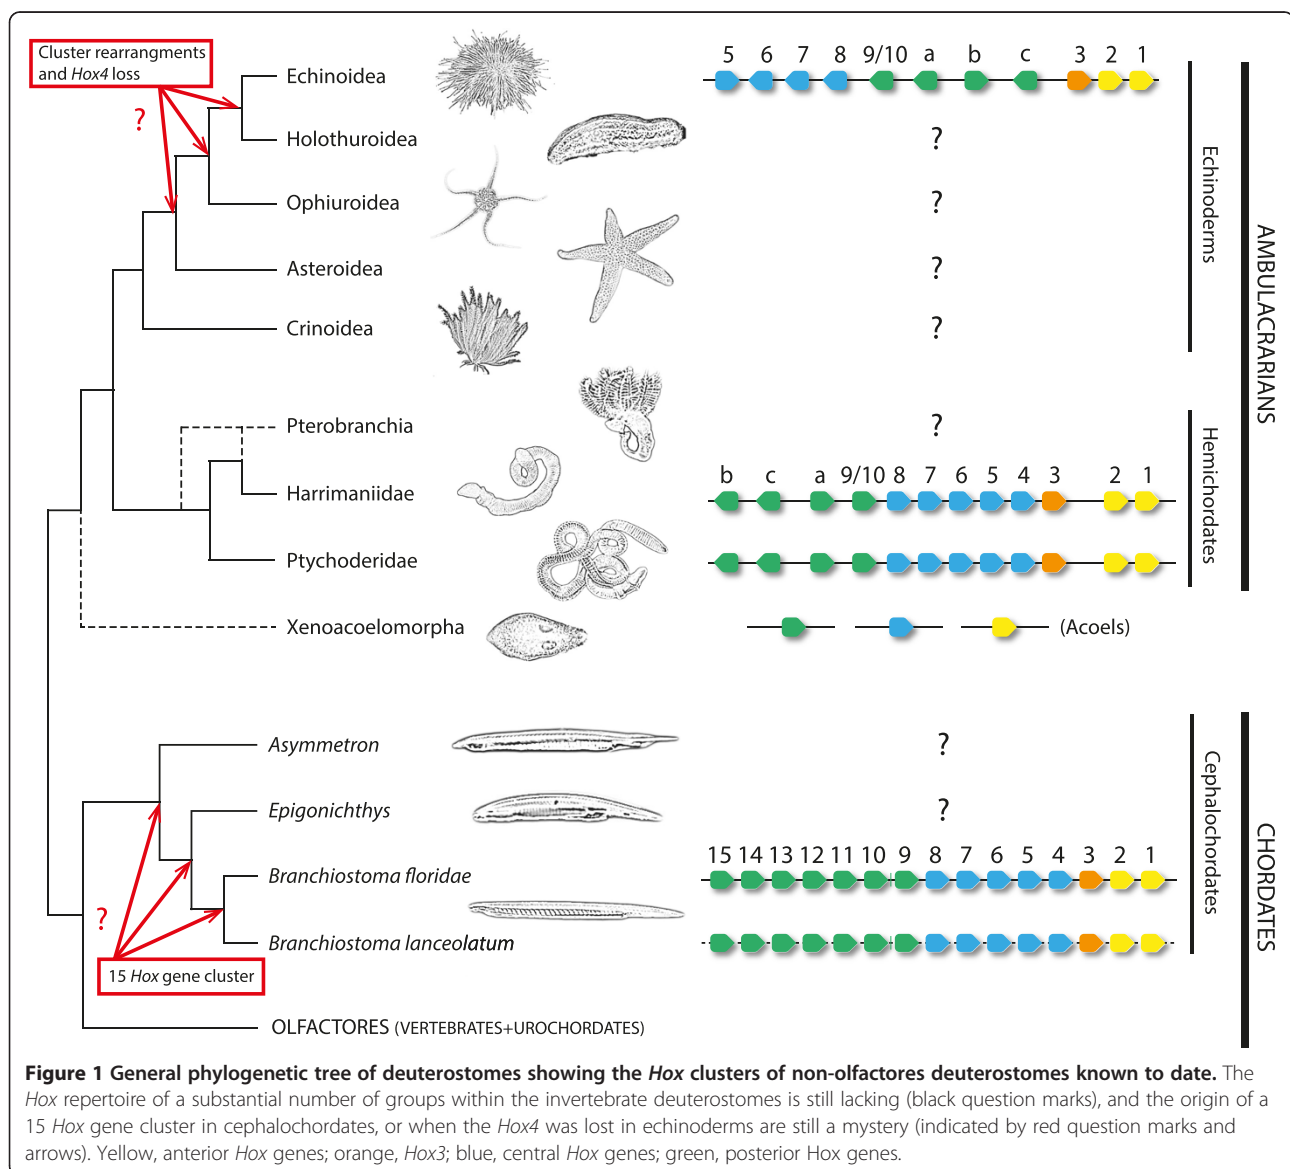 Cluster rearrangments
and Hox4 loss
?
Echinoidea
5 6 7 8 9/10 a b c 3 2 1
Holothuroidea
?
Ophiuroidea
?
Asteroidea
?
Crinoidea
?
Echinoderms
AMBULACRARIANS
Pterobranchia
?
Harrimaniidae
b c a 9/10 8 7 6 5 4 3 2 1
Ptychoderidae
Hemichordates
Xenoacoelomorpha
(Acoels)
Asymmetron
?
Epigonichthys
?
Branchiostoma floridae
15 14 13 12 11 10 9 8 7 6 5 4 3 2 1
Branchiostoma lanceolatum
Cephalochordates
CHORDATES
?
15 Hox gene cluster
OLFACTORES (VERTEBRATES+UROCHORDATES)
Figure 1 General phylogenetic tree of deuterostomes showing the Hox clusters of non-olfactores deuterostomes known to date. The
Hox repertoire of a substantial number of groups within the invertebrate deuterostomes is still lacking (black question marks), and the origin of a
15 Hox gene cluster in cephalochordates, or when the Hox4 was lost in echinoderms are still a mystery (indicated by red question marks and
arrows). Yellow, anterior Hox genes; orange, Hox3; blue, central Hox genes; green, posterior Hox genes.